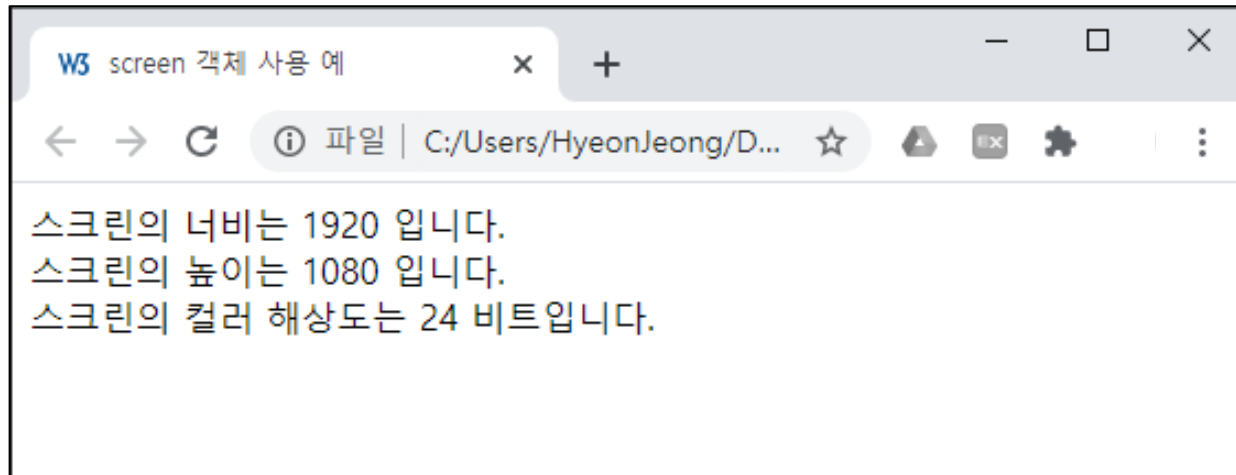 W3 screen 객체 사용 예
파일 C:/Users/HyeonJeong/D...
EX
스크린의 너비는 1920 입니다.
스크린의 높이는 1080 입니다.
스크린의 컬러 해상도는 24 비트입니다.